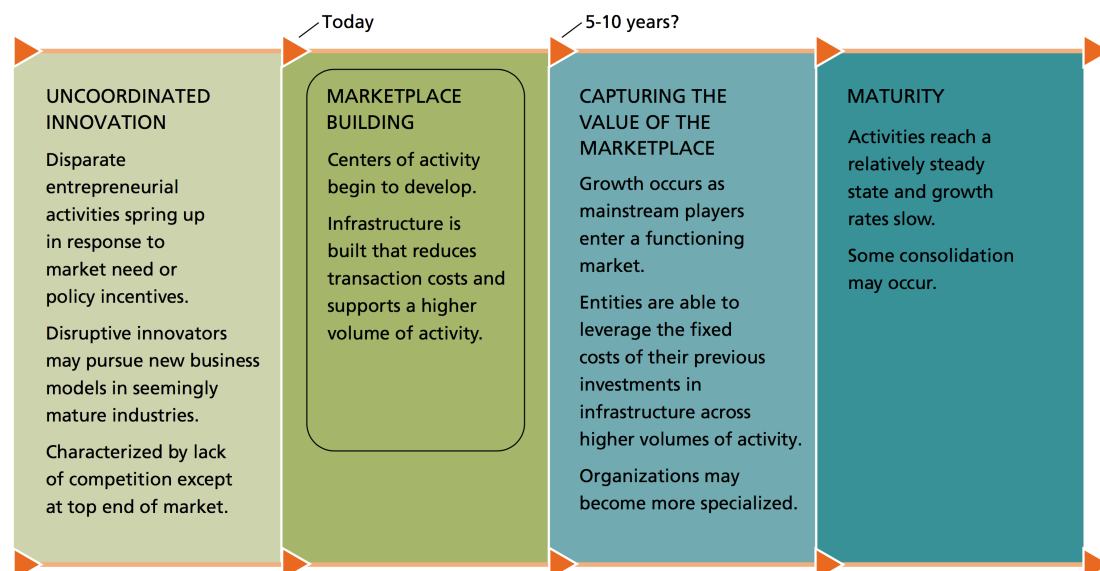 Today
5-10 years?
UNCOORDINATED
INNOVATION
Disparate
entrepreneurial
activities spring up
in response to
market need or
policy incentives.
Disruptive innovators
may pursue new business
models in seemingly
mature industries.
Characterized by lack
of competition except
at top end of market.
MARKETPLACE
BUILDING
Centers of activity
begin to develop.
Infrastructure is
built that reduces
transaction costs and
supports a higher
volume of activity.
CAPTURING THE
VALUE OF THE
MARKETPLACE
Growth occurs as
mainstream players
enter a functioning
market.
Entities are able to
leverage the fixed
costs of their previous
investments in
infrastructure across
higher volumes of activity.
Organizations may
become more specialized.
MATURITY
Activities reach a
relatively steady
state and growth
rates slow.
Some consolidation
may occur.